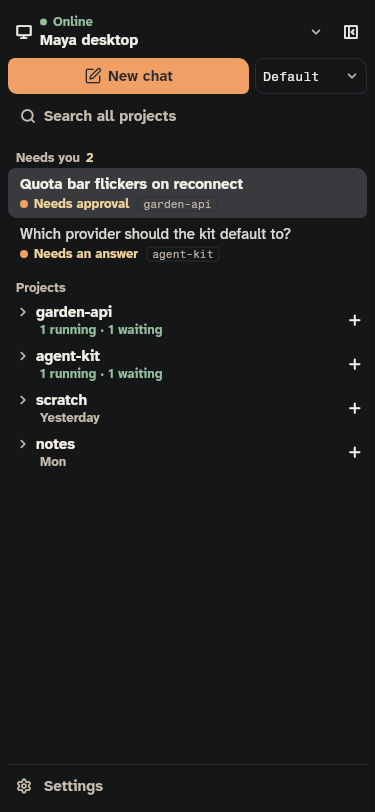 Online
Maya desktop
New chat
Default
Search all projects
Needs you 2
Quota bar flickers on reconnect
Needs approval garden-api
Which provider should the kit default to?
Needs an answer agent-kit
Projects
garden-api
1 running · 1 waiting
agent-kit
1 running · 1 waiting
scratch
Yesterday
notes
Mon
Settings